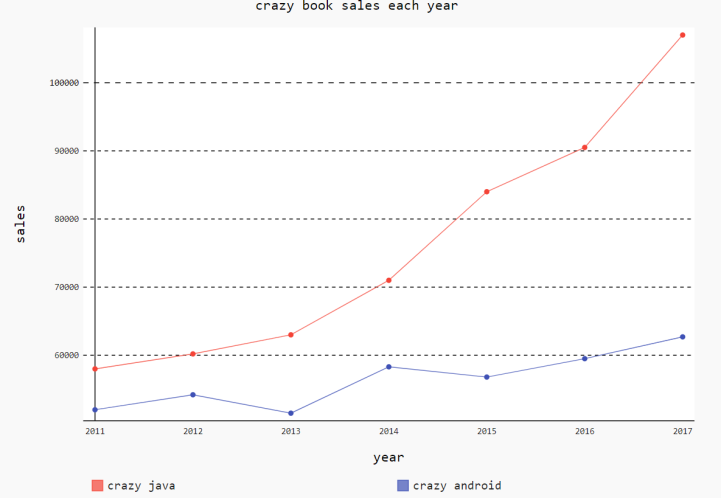 crazy book sales each year
100000
90000
80000
70000
60000
sales
2011 2012 2013 2014 2015 2016 2017
year
crazy java crazy android